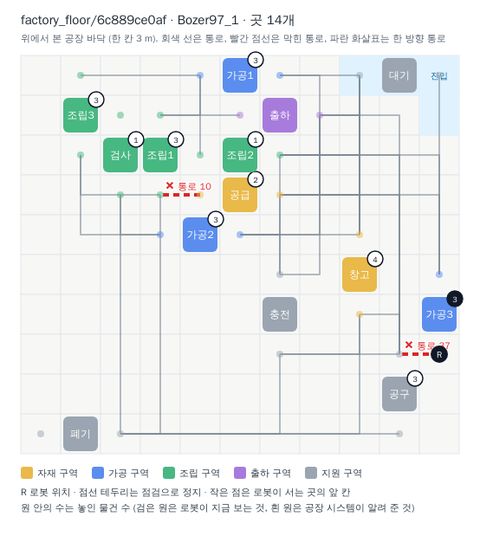 factory_floor/6c889ce0af · Bozer97_1 · 곳 14개
위에서 본 공장 바닥 (한 칸 3 m). 회색 선은 통로, 빨간 점선은 막힌 통로, 파란 화살표는 한 방향 통로
가공1 3 대기 진입
조립3 3 출하
검사 1 조립1 3 조립2 1
✕ 통로 10 공급 2
가공2 3
창고 4
충전 가공3 3
✕ 통로 37 R
공구 3
폐기
자재 구역 가공 구역 조립 구역 출하 구역 지원 구역
R 로봇 위치 · 점선 테두리는 점검으로 정지 · 작은 점은 로봇이 서는 곳의 앞 칸
원 안의 수는 놓인 물건 수 (검은 원은 로봇이 지금 보는 것, 흰 원은 공장 시스템이 알려 준 것)